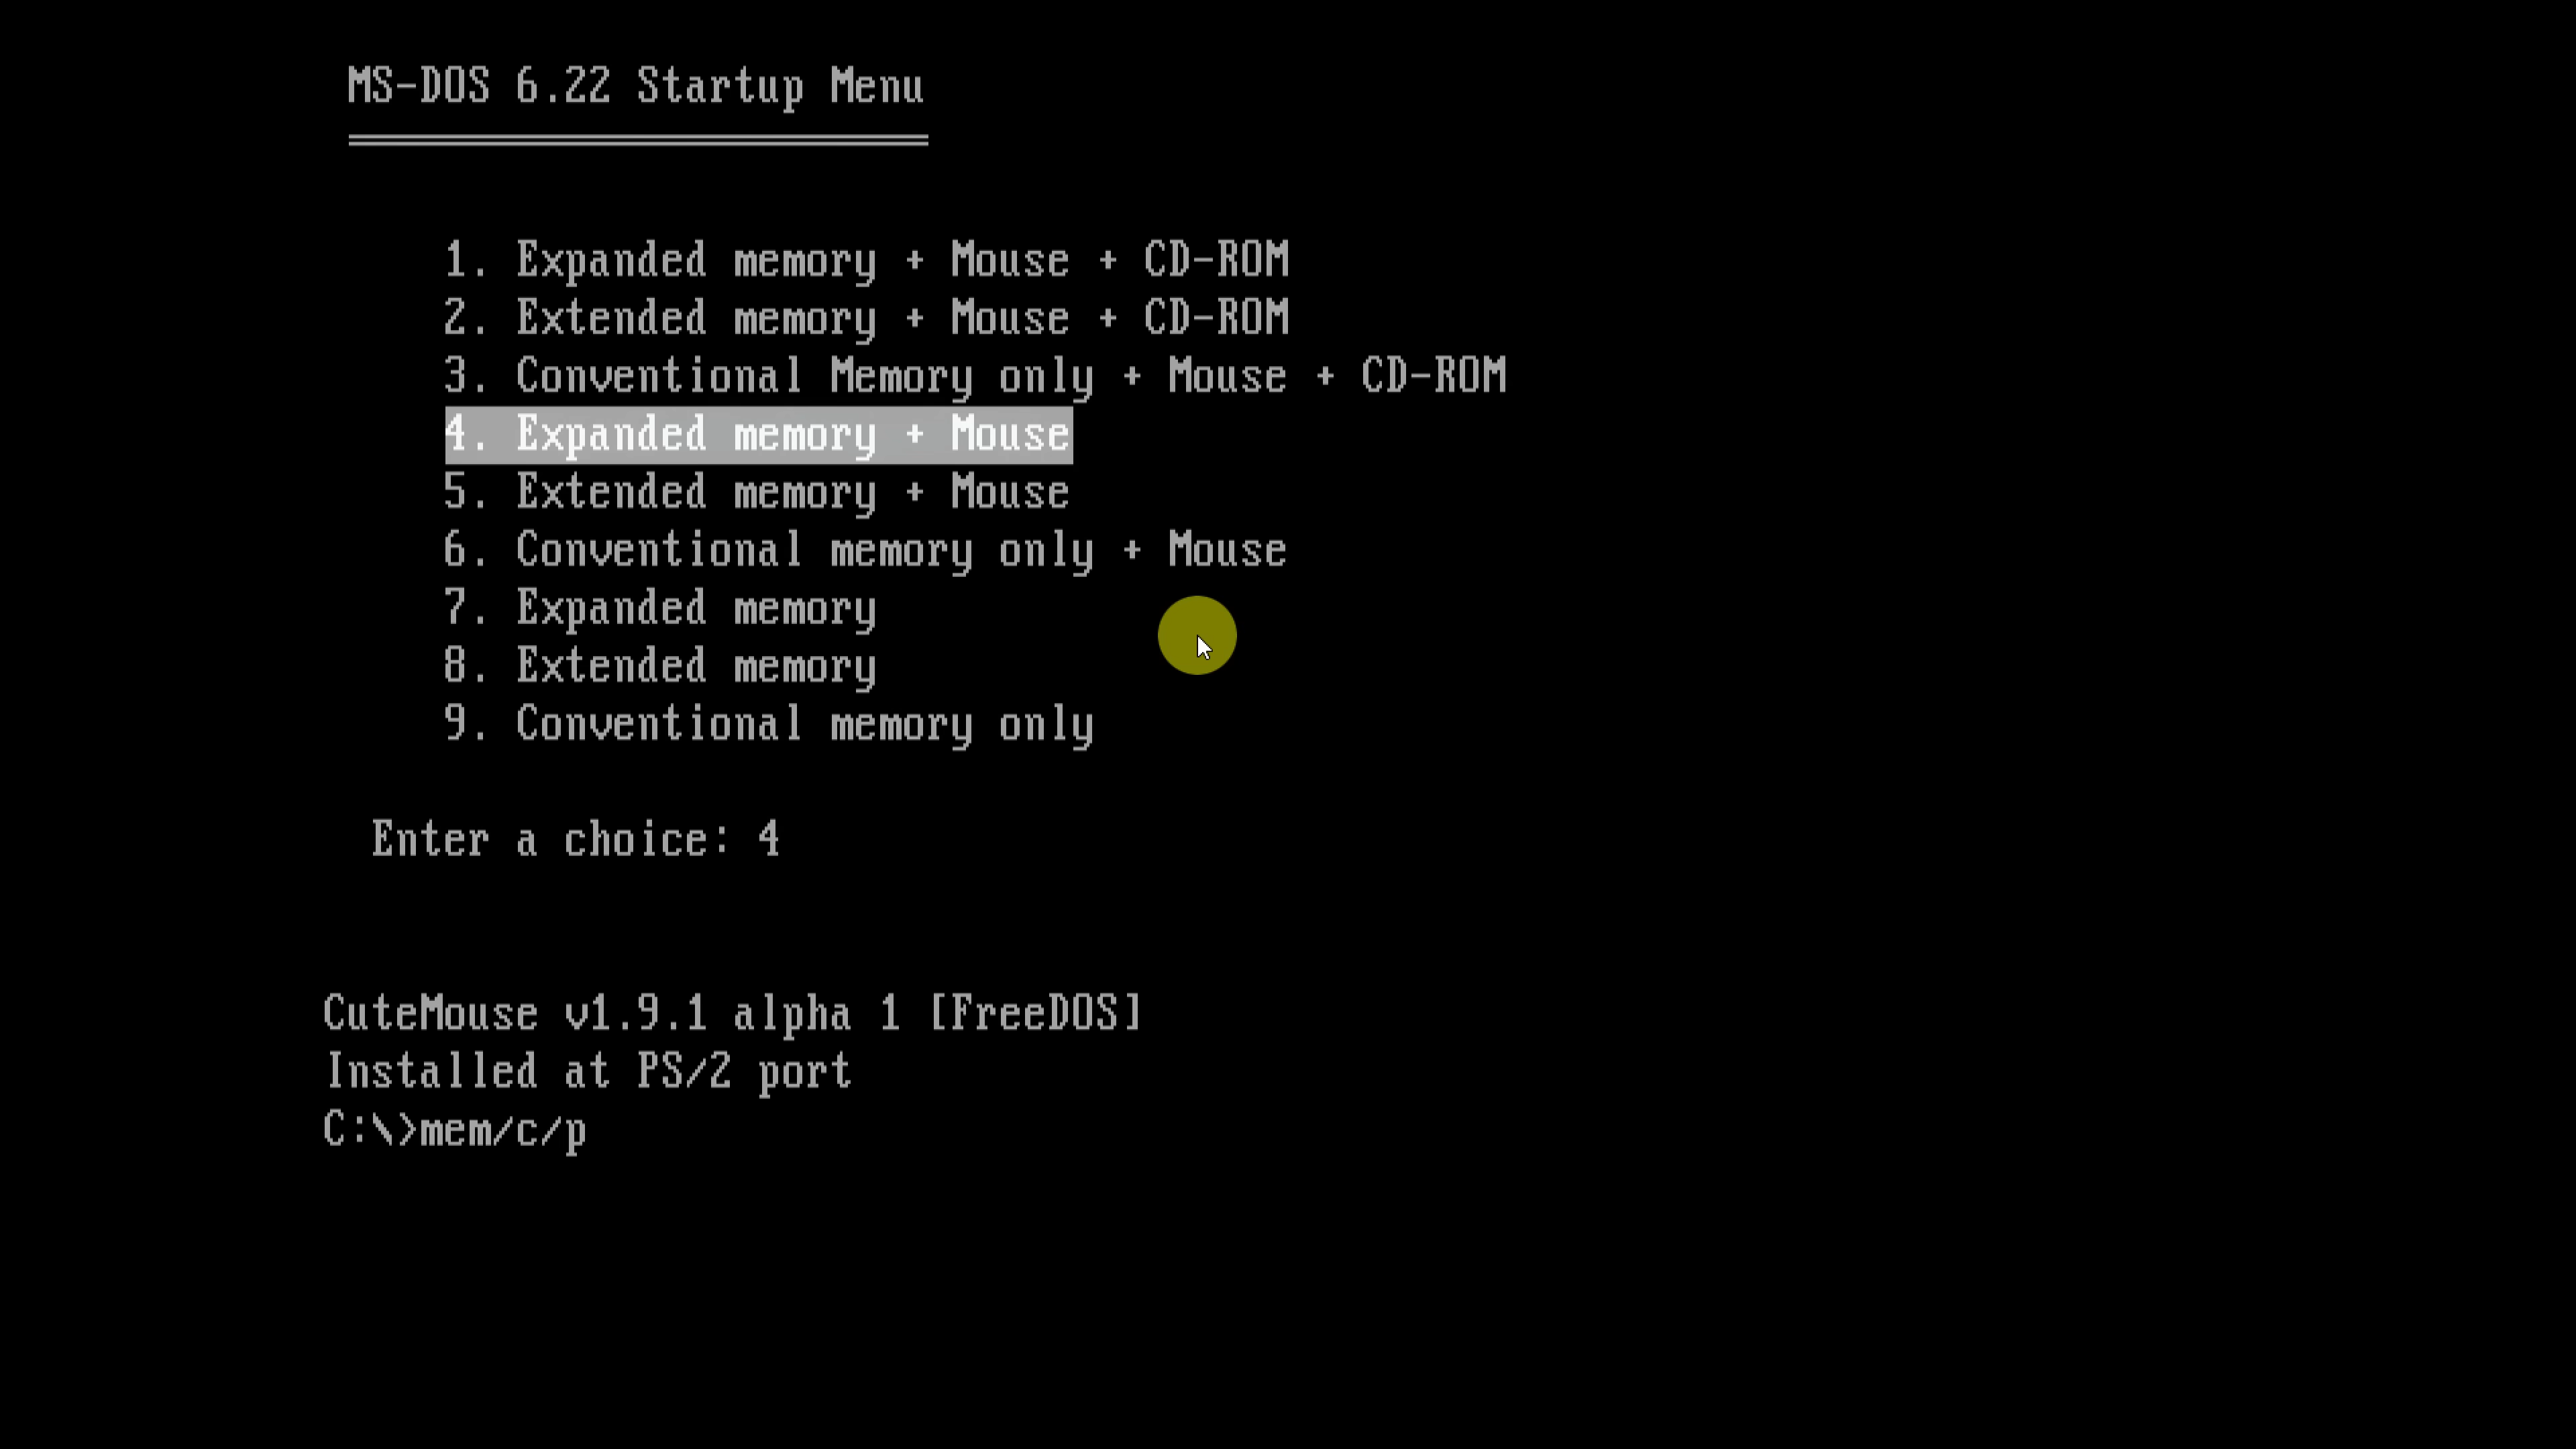 MS-DOS 6.22 Startup Menu
1. Expanded memory + Mouse + CD-ROM
2. Extended memory + Mouse + CD-ROM
3. Conventional Memory only + Mouse + CD-ROM
4. Expanded memory + Mouse
5. Extended memory + Mouse
6. Conventional memory only + Mouse
7. Expanded memory
8. Extended memory
9. Conventional memory only
Enter a choice: 4
CuteMouse v1.9.1 alpha 1 [FreeDOS]
Installed at PS/2 port
C:\>mem/c/p